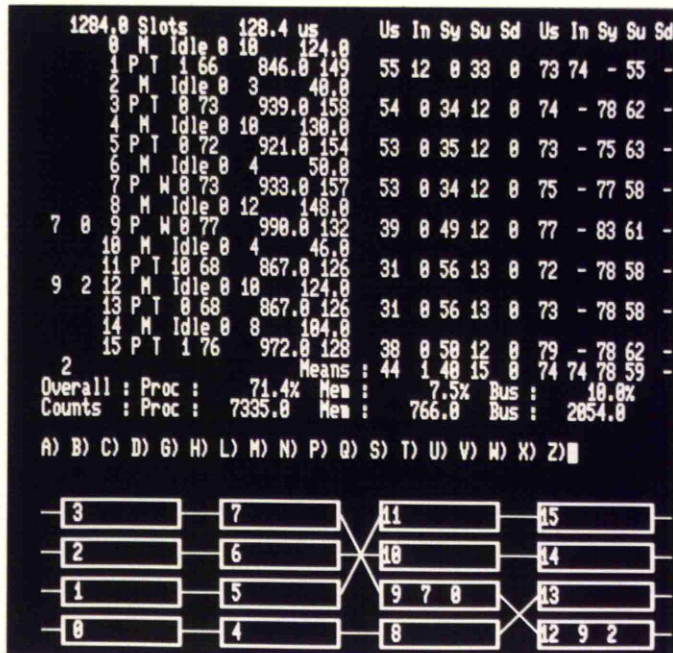 1284.0 Slots 128.4 us Us In Sy Su Sd Us In Sy Su Sd
0 M Idle 0 10 124.0
1 P T 1 66 846.0 149 55 12 0 33 0 73 74 - 55 -
2 M Idle 0 3 40.0
3 P T 0 73 939.0 158 54 0 34 12 0 74 - 78 62 -
4 M Idle 0 10 130.0
5 P T 0 72 921.0 154 53 0 35 12 0 73 - 75 63 -
6 M Idle 0 4 50.0
7 P W 0 73 933.0 157 53 0 34 12 0 75 - 77 58 -
8 M Idle 0 12 148.0
7 0 9 P W 0 77 990.0 132 39 0 49 12 0 77 - 83 61 -
10 M Idle 0 4 46.0
11 P T 10 68 867.0 126 31 0 56 13 0 72 - 78 58 -
9 2 12 M Idle 0 10 124.0
13 P T 0 68 867.0 126 31 0 56 13 0 73 - 78 58 -
14 M Idle 0 8 104.0
15 P T 1 76 972.0 128 38 0 50 12 0 79 - 78 62 -
2 Means : 44 1 40 15 0 74 74 78 59 -
Overall : Proc : 71.4% Mem : 7.5% Bus : 10.0%
Counts : Proc : 7335.0 Mem : 766.0 Bus : 2054.0
A) B) C) D) G) H) L) M) N) P) Q) S) T) U) V) W) X) Z)
3 7 11 15
2 6 10 14
1 5 9 7 0 13
0 4 8 12 9 2